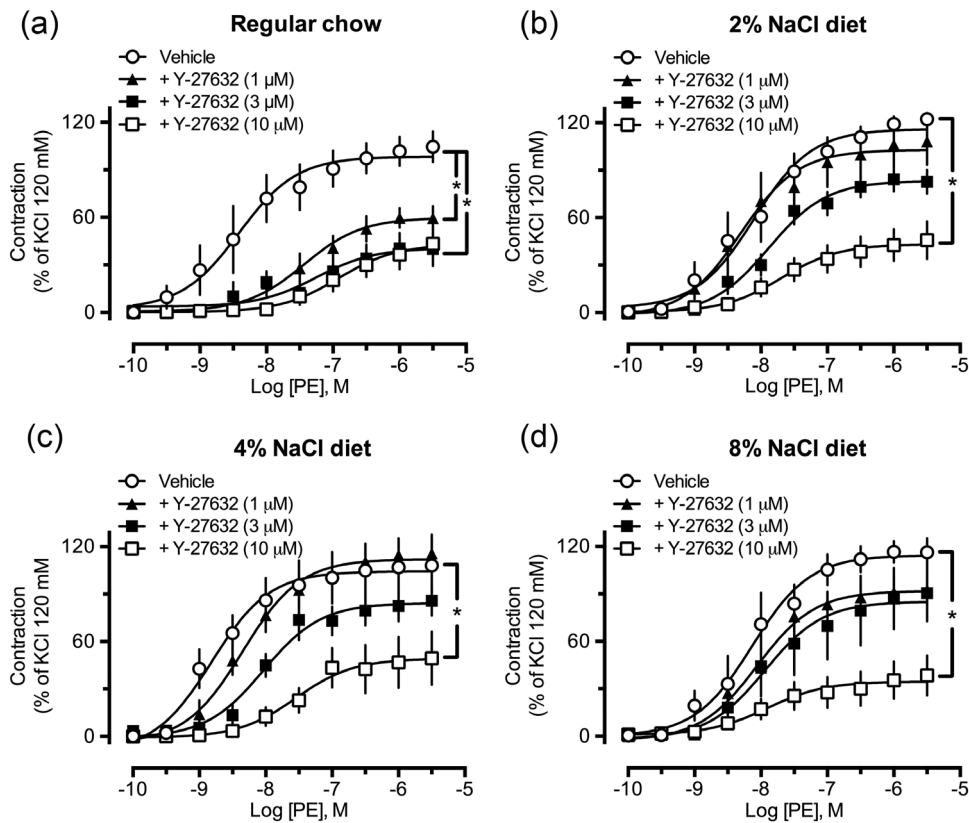 (a)
Regular chow
Vehicle
+ Y-27632 (1 µM)
+ Y-27632 (3 µM)
+ Y-27632 (10 µM)
Contraction
(% of KCl 120 mM)
120
60
0
*
*
-10
-9
-8
-7
-6
-5
Log [PE], M
(b)
2% NaCl diet
Vehicle
+ Y-27632 (1 µM)
+ Y-27632 (3 µM)
+ Y-27632 (10 µM)
Contraction
(% of KCl 120 mM)
120
60
0
*
-10
-9
-8
-7
-6
-5
Log [PE], M
(c)
4% NaCl diet
Vehicle
+ Y-27632 (1 µM)
+ Y-27632 (3 µM)
+ Y-27632 (10 µM)
Contraction
(% of KCl 120 mM)
120
60
0
*
-10
-9
-8
-7
-6
-5
Log [PE], M
(d)
8% NaCl diet
Vehicle
+ Y-27632 (1 µM)
+ Y-27632 (3 µM)
+ Y-27632 (10 µM)
Contraction
(% of KCl 120 mM)
120
60
0
*
-10
-9
-8
-7
-6
-5
Log [PE], M